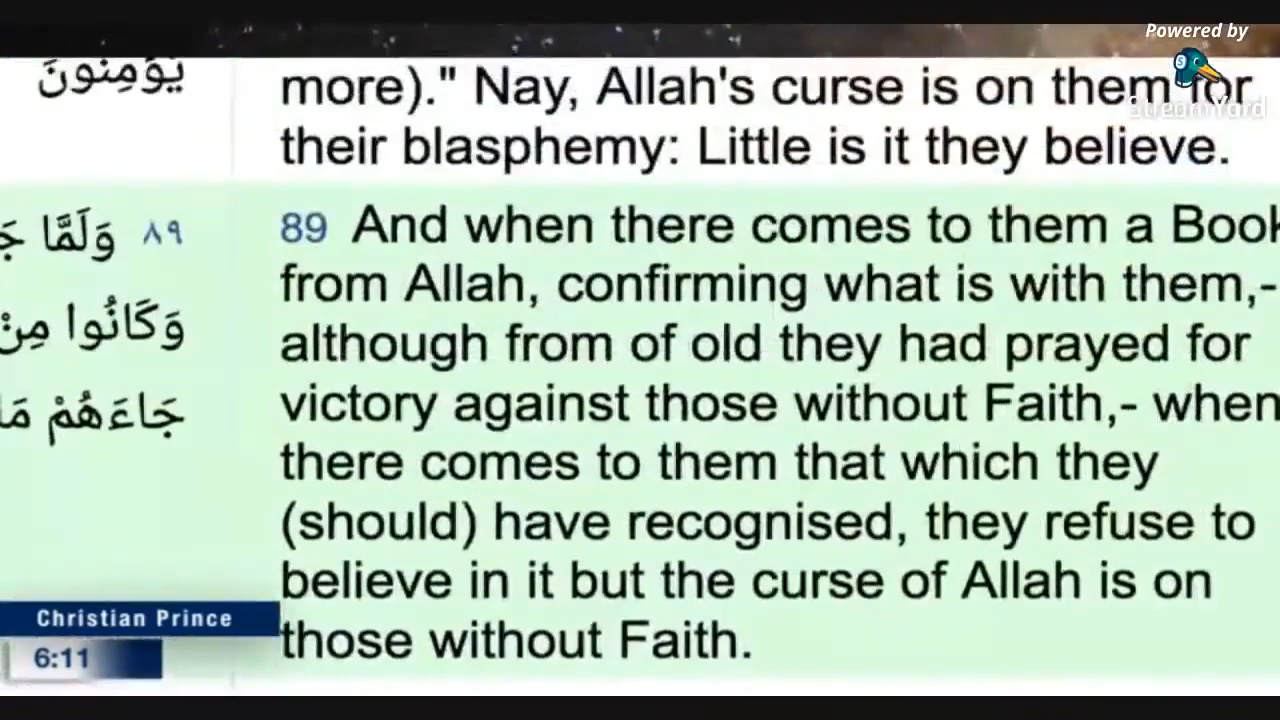 Powered by
StreamYard
يُؤْمِنُونَ
more)." Nay, Allah's curse is on them for
their blasphemy: Little is it they believe.
٨٩ وَلَمَّا
89 And when there comes to them a Book
from Allah, confirming what is with them,-
وَكَانُوا
although from of old they had prayed for
victory against those without Faith,- when
جَاءَهُمْ
there comes to them that which they
(should) have recognised, they refuse to
believe in it but the curse of Allah is on
those without Faith.
Christian Prince
6:11